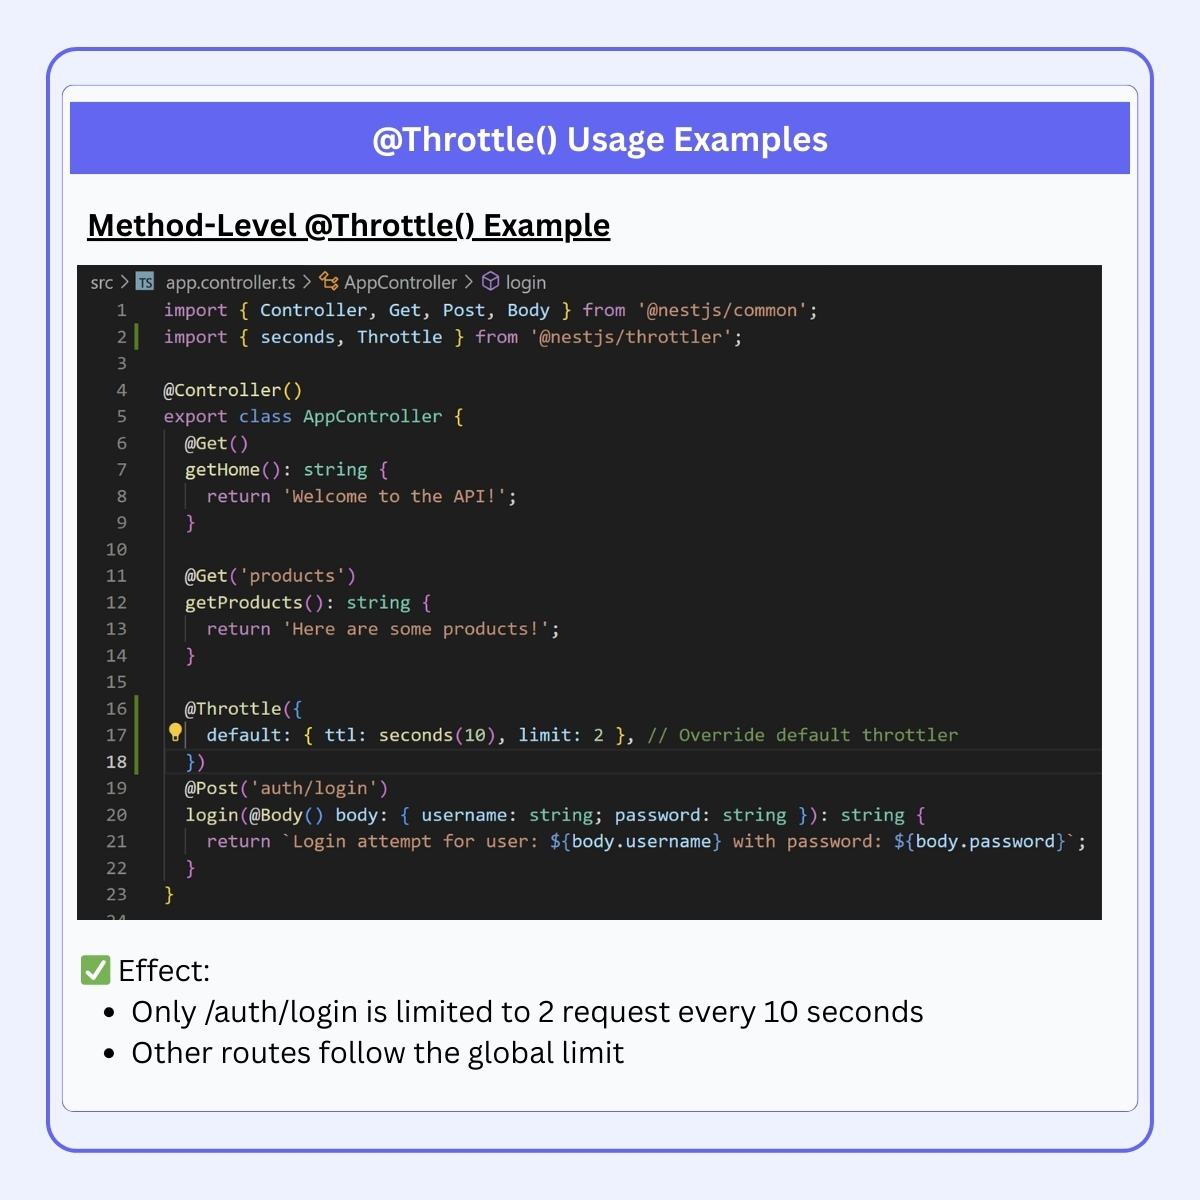 @Throttle() Usage Examples
Method-Level @Throttle() Example
src > TS app.controller.ts > AppController > login
1 import { Controller, Get, Post, Body } from '@nestjs/common';
2 import { seconds, Throttle } from '@nestjs/throttler';
3
4 @Controller()
5 export class AppController {
6   @Get()
7   getHome(): string {
8     return 'Welcome to the API!';
9   }
10
11   @Get('products')
12   getProducts(): string {
13     return 'Here are some products!';
14   }
15
16   @Throttle({
17     default: { ttl: seconds(10), limit: 2 }, // Override default throttler
18   })
19   @Post('auth/login')
20   login(@Body() body: { username: string; password: string }): string {
21     return `Login attempt for user: ${body.username} with password: ${body.password}`;
22   }
23 }
24
✅ Effect:
• Only /auth/login is limited to 2 request every 10 seconds
• Other routes follow the global limit